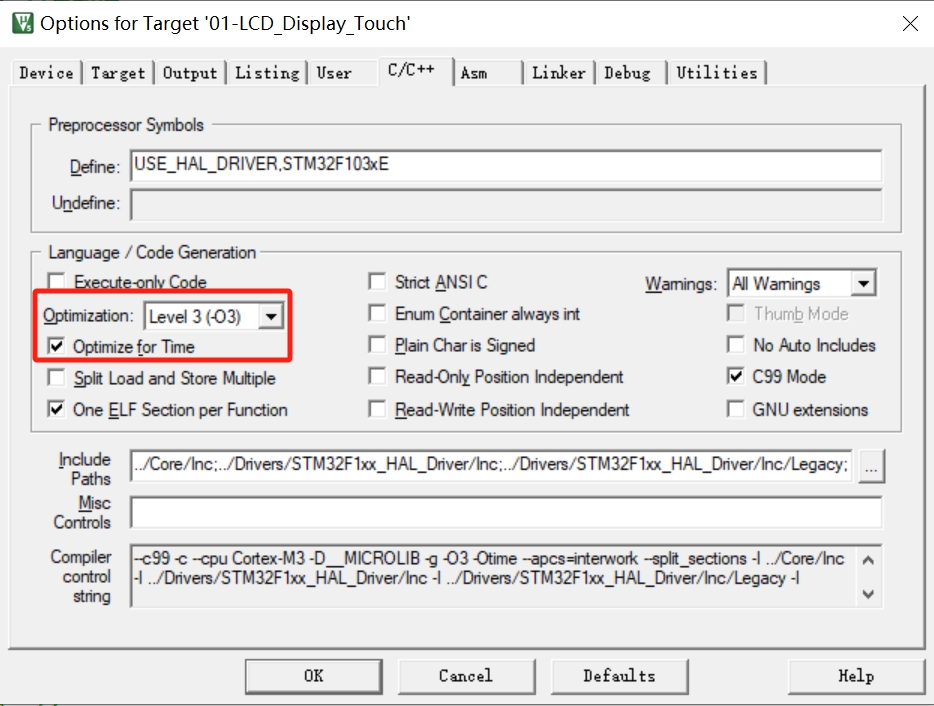 Options for Target '01-LCD_Display_Touch'
Device Target Output Listing User C/C++ Asm Linker Debug Utilities
Preprocessor Symbols
Define: USE_HAL_DRIVER,STM32F103xE
Undefine:
Language / Code Generation
Execute-only Code Strict ANSI C Warnings: All Warnings
Optimization: Level 3 (-O3) Enum Container always int Thumb Mode
Optimize for Time Plain Char is Signed No Auto Includes
Split Load and Store Multiple Read-Only Position Independent C99 Mode
One ELF Section per Function Read-Write Position Independent GNU extensions
Include Paths ../Core/Inc;../Drivers/STM32F1xx_HAL_Driver/Inc;../Drivers/STM32F1xx_HAL_Driver/Inc/Legacy; ...
Misc Controls
Compiler control string --c99 -c --cpu Cortex-M3 -D__MICROLIB -g -O3 -Otime --apcs=interwork --split_sections -I ../Core/Inc
-I ../Drivers/STM32F1xx_HAL_Driver/Inc -I ../Drivers/STM32F1xx_HAL_Driver/Inc/Legacy -I
OK Cancel Defaults Help